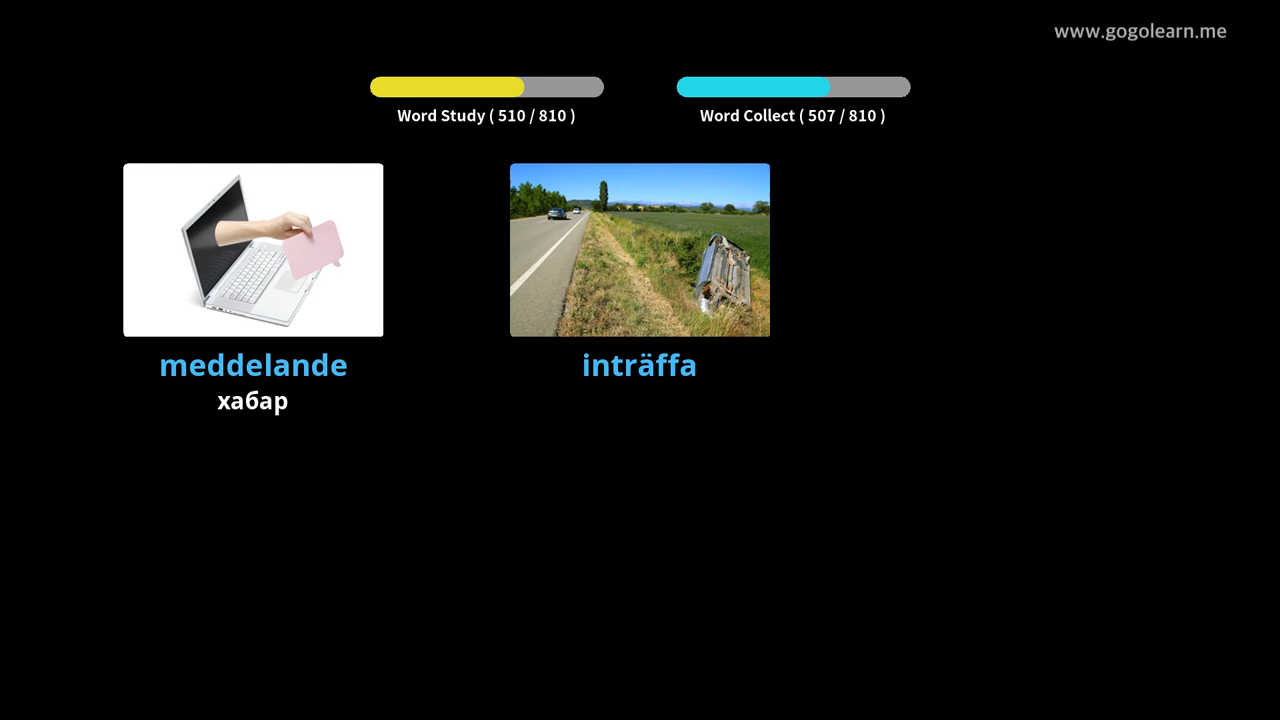 www.gogolearn.me
Word Study ( 510 / 810 )
Word Collect ( 507 / 810 )
meddelande
хабар
inträffa